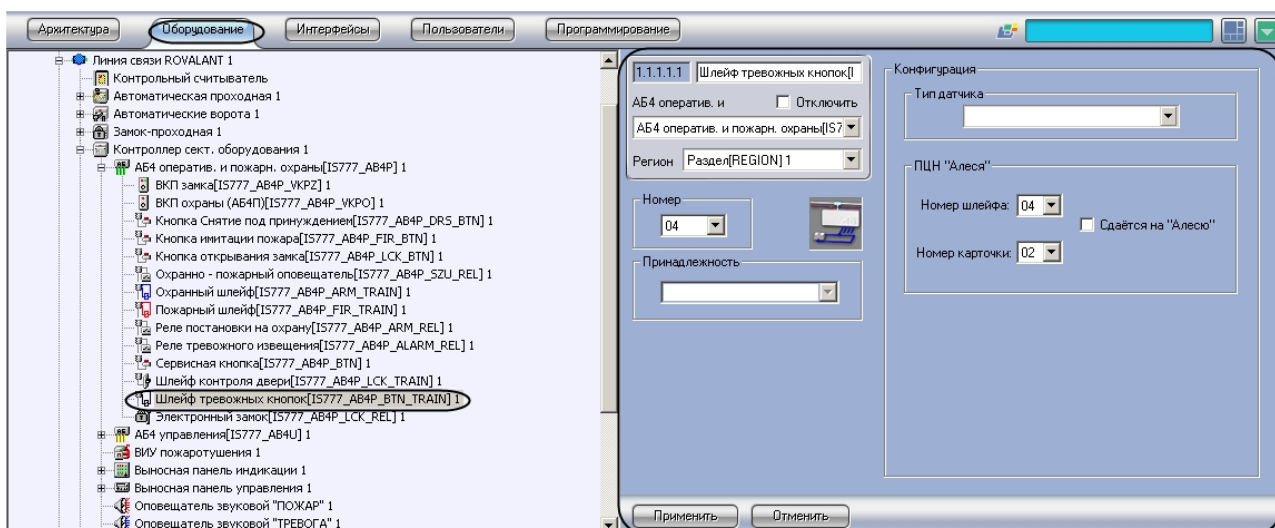 Архитектура
Оборудование
Интерфейсы
Пользователи
Программирование
Линия связи ROVALANT 1
Контрольный считыватель
Автоматическая проходная 1
Автоматические ворота 1
Замок-проходная 1
Контроллер сект. оборудования 1
АБ4 оператив. и пожарн. охраны[IS777_AB4P] 1
ВКП замка[IS777_AB4P_VKPZ] 1
ВКП охраны (АБ4П)[IS777_AB4P_VKPO] 1
Кнопка Снятие под принуждением[IS777_AB4P_DRS_BTN] 1
Кнопка имитации пожара[IS777_AB4P_FIR_BTN] 1
Кнопка открывания замка[IS777_AB4P_LCK_BTN] 1
Охранно - пожарный оповещатель[IS777_AB4P_SZU_REL] 1
Охранный шлейф[IS777_AB4P_ARM_TRAIN] 1
Пожарный шлейф[IS777_AB4P_FIR_TRAIN] 1
Реле постановки на охрану[IS777_AB4P_ARM_REL] 1
Реле тревожного извещения[IS777_AB4P_ALARM_REL] 1
Сервисная кнопка[IS777_AB4P_BTN] 1
Шлейф контроля двери[IS777_AB4P_LCK_TRAIN] 1
Шлейф тревожных кнопок[IS777_AB4P_BTN_TRAIN] 1
Электронный замок[IS777_AB4P_LCK_REL] 1
АБ4 управления[IS777_AB4U] 1
ВИУ пожаротушения 1
Выносная панель индикации 1
Выносная панель управления 1
Оповещатель звуковой "ПОЖАР" 1
Оповещатель звуковой "ТРЕВОГА" 1
1.1.1.1.1 Шлейф тревожных кнопок[I
АБ4 оператив. и Отключить
АБ4 оператив. и пожарн. охраны[IS7
Регион Раздел[REGION] 1
Номер
04
Принадлежность
Конфигурация
Тип датчика
ПЦН "Алеся"
Номер шлейфа: 04
Сдаётся на "Алесю"
Номер карточки: 02
Применить
Отменить